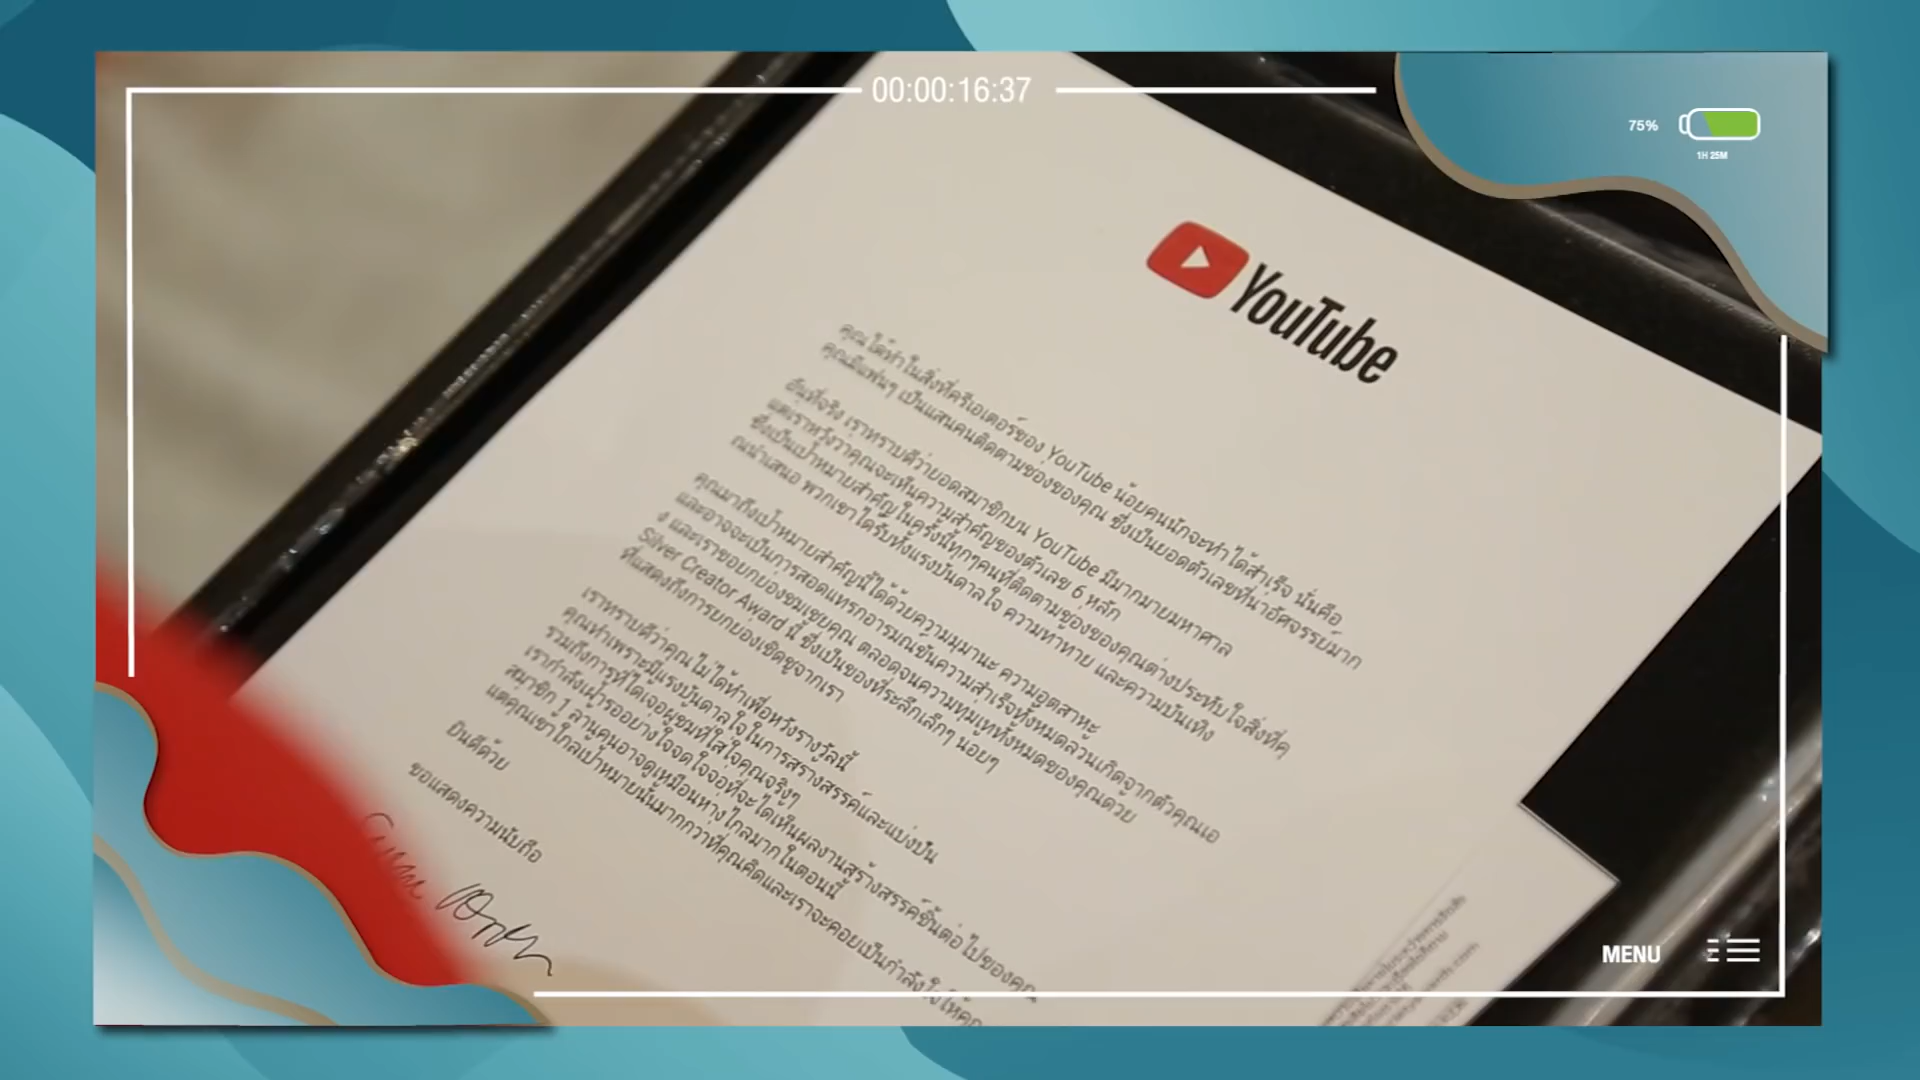 00:00:16:37
75%
1H 25M
YouTube
คุณได้ทำในสิ่งที่ครีเอเตอร์ของ YouTube น้อยคนนักจะทำได้สำเร็จ นั่นคือ
คุณมีแฟนๆ เป็นแสนคนติดตามช่องของคุณ ซึ่งเป็นยอดตัวเลขที่น่าอัศจรรย์มาก
อันที่จริง เราทราบดีว่ายอดสมาชิกบน YouTube มีมากมายมหาศาล
แต่เราหวังว่าคุณจะเห็นความสำคัญของตัวเลข 6 หลัก
ซึ่งเป็นเป้าหมายสำคัญในครั้งนี้ทุกๆคนที่ติดตามช่องของคุณต่างประทับใจสิ่งที่คุ
ณนำเสนอ พวกเขาได้รับทั้งแรงบันดาลใจ ความท้าทาย และความบันเทิง
คุณมาถึงเป้าหมายสำคัญนี้ได้ด้วยความมุมานะ ความอุตสาหะ
และอาจจะเป็นการสอดแทรกอารมณ์ขันความสำเร็จทั้งหมดล้วนเกิดจากตัวคุณเอ
ง และเราขอยกย่องชมเชยคุณ ตลอดจนความทุ่มเททั้งหมดของคุณด้วย
Silver Creator Award นี้ ซึ่งเป็นของที่ระลึกเล็กๆ น้อยๆ
ที่แสดงถึงการยกย่องเชิดชูจากเรา
เราทราบดีว่าคุณไม่ได้ทำเพื่อหวังรางวัลนี้
คุณทำเพราะมีแรงบันดาลใจในการสร้างสรรค์และแบ่งปัน
รวมถึงการที่ได้เจอผู้ชมที่ใส่ใจคุณจริงๆ
เรากำลังเฝ้ารออย่างใจจดใจจ่อที่จะได้เห็นผลงานสร้างสรรค์ชิ้นต่อไปของคุณ
สมาชิก 1 ล้านคนอาจดูเหมือนห่างไกลมากในตอนนี้
แต่คุณเข้าใกล้เป้าหมายนั้นมากกว่าที่คุณคิดและเราจะคอยเป็นกำลังใจให้คุ
ยินดีด้วย
ขอแสดงความนับถือ
MENU